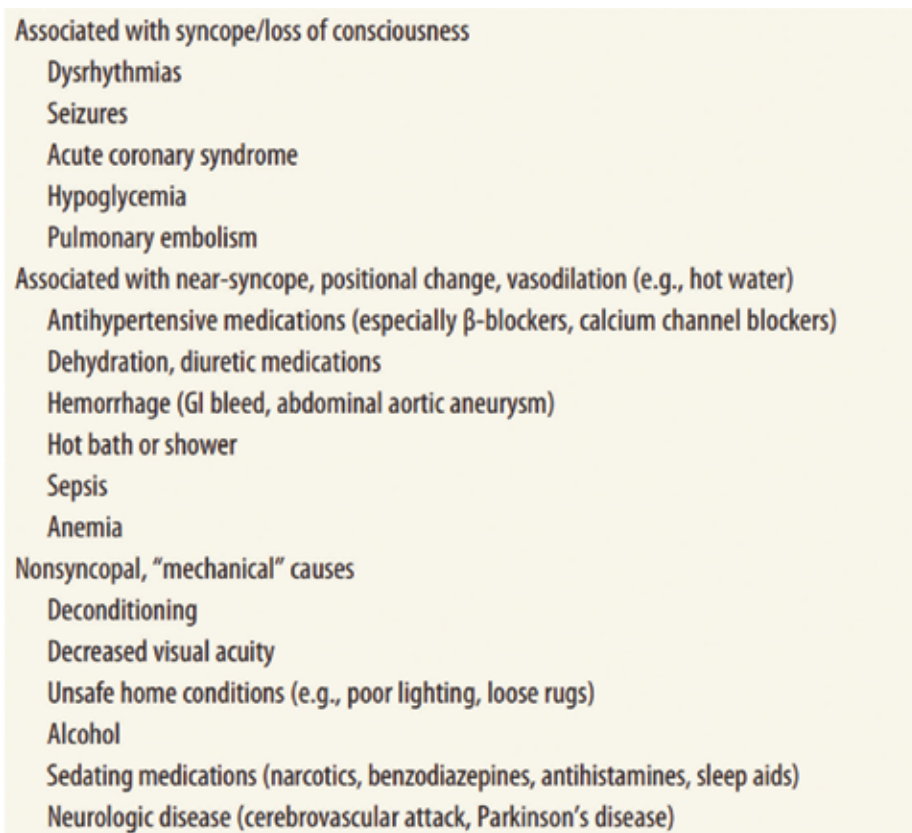 Associated with syncope/loss of consciousness
Dysrhythmias
Seizures
Acute coronary syndrome
Hypoglycemia
Pulmonary embolism
Associated with near-syncope, positional change, vasodilation (e.g., hot water)
Antihypertensive medications (especially β-blockers, calcium channel blockers)
Dehydration, diuretic medications
Hemorrhage (GI bleed, abdominal aortic aneurysm)
Hot bath or shower
Sepsis
Anemia
Nonsyncopal, “mechanical” causes
Deconditioning
Decreased visual acuity
Unsafe home conditions (e.g., poor lighting, loose rugs)
Alcohol
Sedating medications (narcotics, benzodiazepines, antihistamines, sleep aids)
Neurologic disease (cerebrovascular attack, Parkinson’s disease)